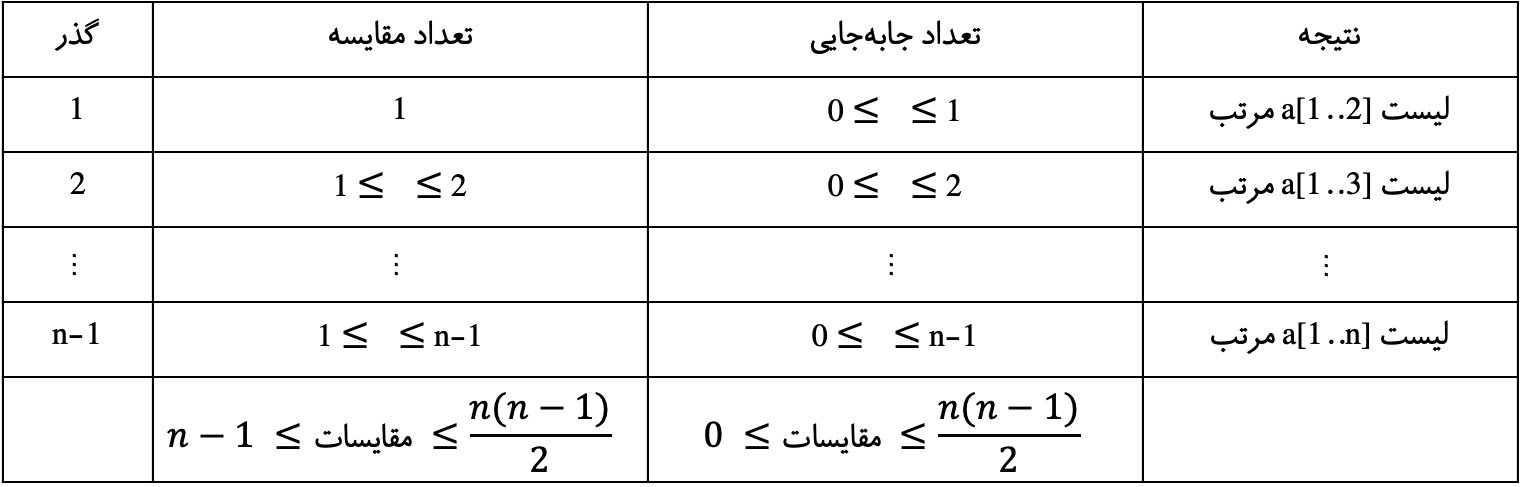 گذر	تعداد مقایسه	تعداد جابه‌جایی	نتیجه
1	1	0 ≤   ≤ 1	لیست a[1..2] مرتب
2	1 ≤   ≤ 2	0 ≤   ≤ 2	لیست a[1..3] مرتب
⋮	⋮	⋮	⋮
n-1	1 ≤   ≤ n-1	0 ≤   ≤ n-1	لیست a[1..n] مرتب
n − 1 ≤ مقایسات ≤ n(n − 1)/2	0 ≤ مقایسات ≤ n(n − 1)/2